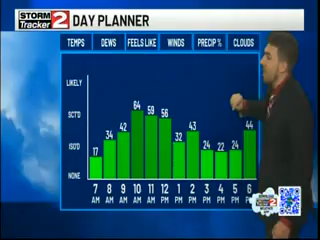 STORM 2 DAY PLANNER
Tracker
TEMPS DEWS FEELS LIKE WINDS PRECIP % CLOUDS
LIKELY
SCT'D
ISO'D
NONE
17 34 42 64 59 56 32 43 24 22 24 44
7 8 9 10 11 12 1 2 3 4 5 6
AM AM AM AM AM PM PM PM PM PM PM